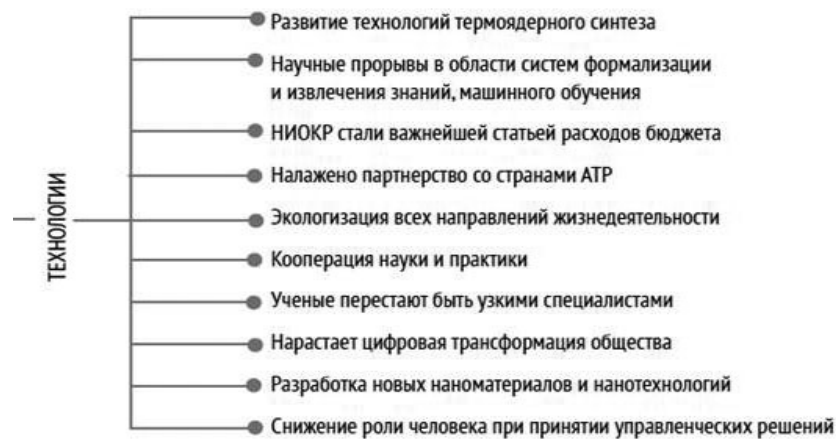 Развитие технологий термоядерного синтеза
Научные прорывы в области систем формализации
и извлечения знаний, машинного обучения
НИОКР стали важнейшей статьей расходов бюджета
Налажено партнерство со странами АТР
ТЕХНОЛОГИИ
Экологизация всех направлений жизнедеятельности
Кооперация науки и практики
Ученые перестают быть узкими специалистами
Нарастает цифровая трансформация общества
Разработка новых наноматериалов и нанотехнологий
Снижение роли человека при принятии управленческих решений